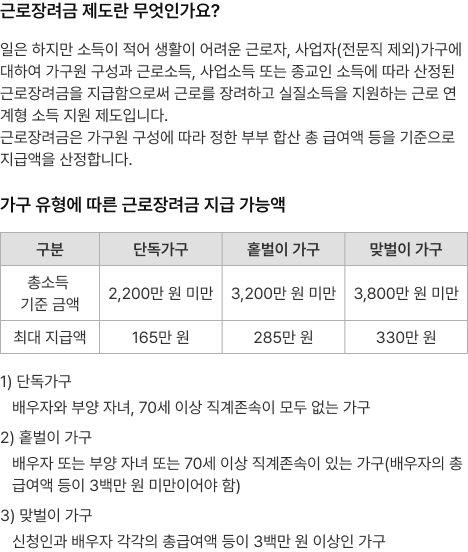 근로장려금 제도란 무엇인가요?
일은 하지만 소득이 적어 생활이 어려운 근로자, 사업자(전문직 제외)가구에
대하여 가구원 구성과 근로소득, 사업소득 또는 종교인 소득에 따라 산정된
근로장려금을 지급함으로써 근로를 장려하고 실질소득을 지원하는 근로 연
계형 소득 지원 제도입니다.
근로장려금은 가구원 구성에 따라 정한 부부 합산 총 급여액 등을 기준으로
지급액을 산정합니다.
가구 유형에 따른 근로장려금 지급 가능액
구분 단독가구 홑벌이 가구 맞벌이 가구
총소득
기준 금액 2,200만 원 미만 3,200만 원 미만 3,800만 원 미만
최대 지급액 165만 원 285만 원 330만 원
1) 단독가구
배우자와 부양 자녀, 70세 이상 직계존속이 모두 없는 가구
2) 홑벌이 가구
배우자 또는 부양 자녀 또는 70세 이상 직계존속이 있는 가구(배우자의 총
급여액 등이 3백만 원 미만이어야 함)
3) 맞벌이 가구
신청인과 배우자 각각의 총급여액 등이 3백만 원 이상인 가구